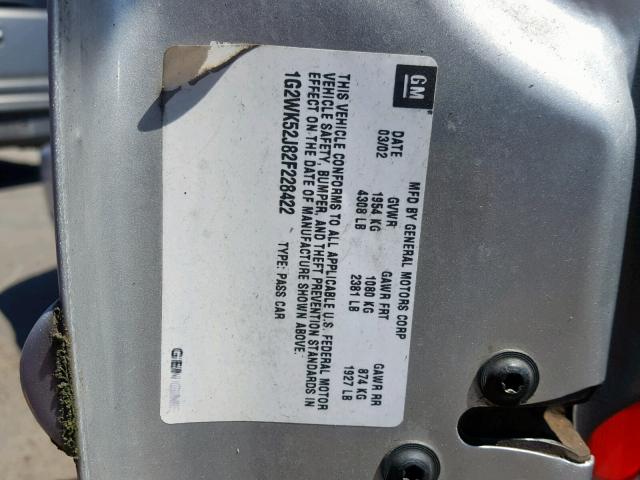 GM
MFD BY GENERAL MOTORS CORP
DATE GVWR GAWR FRT GAWR RR
03/02 1954 KG 1080 KG 874 KG
4308 LB 2381 LB 1927 LB
THIS VEHICLE CONFORMS TO ALL APPLICABLE U.S. FEDERAL MOTOR
VEHICLE SAFETY, BUMPER, AND THEFT PREVENTION STANDARDS IN
EFFECT ON THE DATE OF MANUFACTURE SHOWN ABOVE.
1G2WK52J82F228422 TYPE: PASS CAR